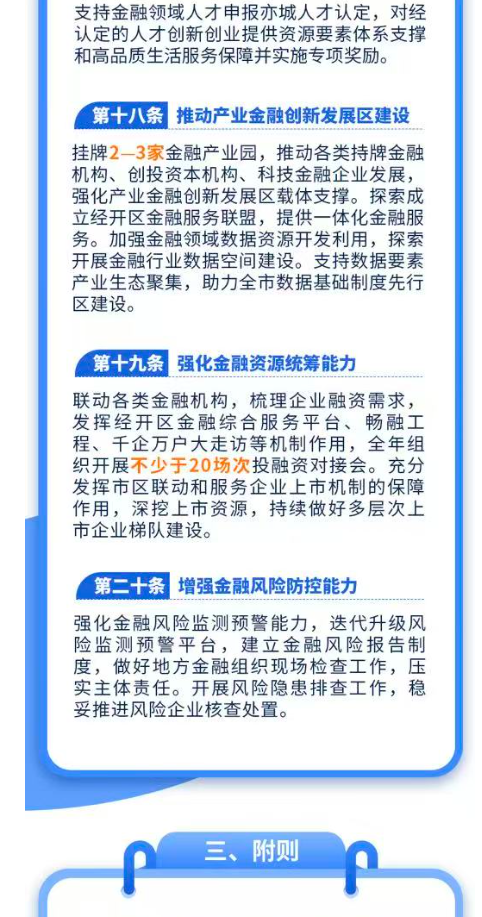 支持金融领域人才申报亦城人才认定，对经
认定的人才创新创业提供资源要素体系支撑
和高品质生活服务保障并实施专项奖励。
第十八条 推动产业金融创新发展区建设
挂牌2—3家金融产业园，推动各类持牌金融
机构、创投资本机构、科技金融企业发展，
强化产业金融创新发展区载体支撑。探索成
立经开区金融服务联盟，提供一体化金融服
务。加强金融领域数据资源开发利用，探索
开展金融行业数据空间建设。支持数据要素
产业生态聚集，助力全市数据基础制度先行
区建设。
第十九条 强化金融资源统筹能力
联动各类金融机构，梳理企业融资需求，
发挥经开区金融综合服务平台、畅融工
程、千企万户大走访等机制作用，全年组
织开展不少于20场次投融资对接会。充分
发挥市区联动和服务企业上市机制的保障
作用，深挖上市资源，持续做好多层次上
市企业梯队建设。
第二十条 增强金融风险防控能力
强化金融风险监测预警能力，迭代升级风
险监测预警平台，建立金融风险报告制
度，做好地方金融组织现场检查工作，压
实主体责任。开展风险隐患排查工作，稳
妥推进风险企业核查处置。
三、附则